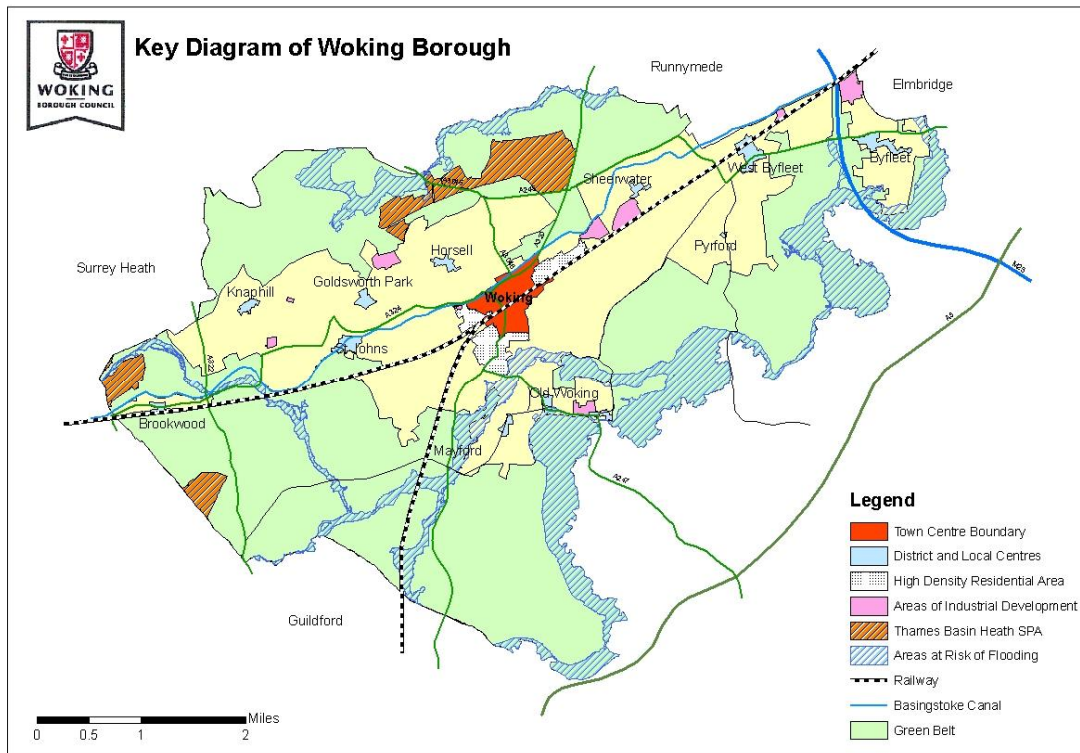 WOKING
BOROUGH COUNCIL
Key Diagram of Woking Borough
Runnymede
Elmbridge
Byfleet
West Byfleet
Sheerwater
A245
Pyrford
Horsell
Surrey Heath
Goldsworth Park
Knaphill
Woking
M25
A324
A3
St Johns
A322
Old Woking
Brookwood
Mayford
A247
Guildford
Legend
Town Centre Boundary
District and Local Centres
High Density Residential Area
Areas of Industrial Development
Thames Basin Heath SPA
Areas at Risk of Flooding
Railway
Basingstoke Canal
Green Belt
Miles
0 0.5 1 2